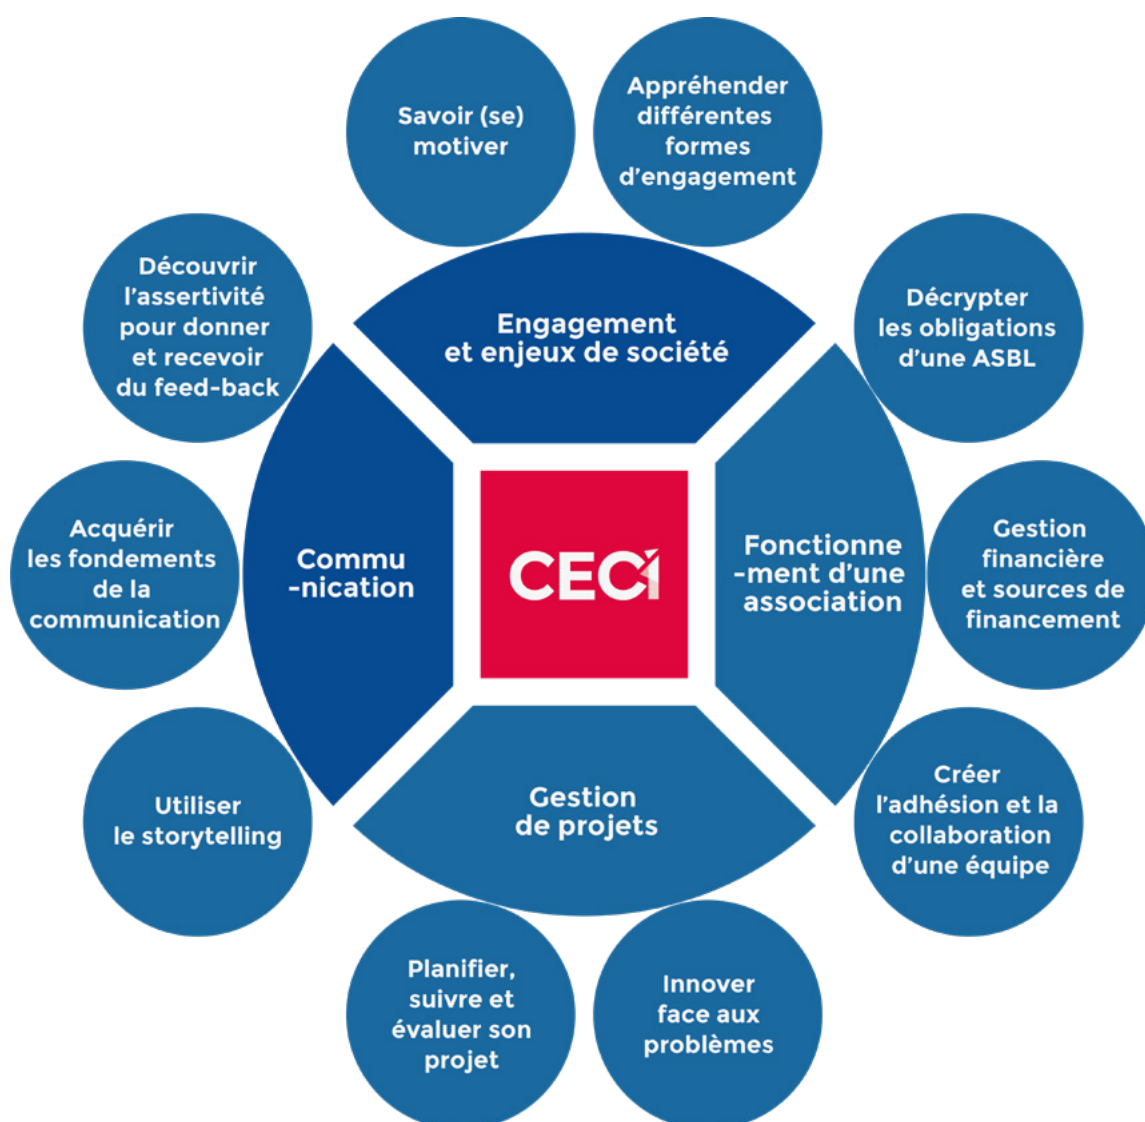 Savoir (se)
motiver
Appréhender
différentes
formes
d'engagement
Découvrir
l'assertivité
pour donner
et recevoir
du feed-back
Engagement
et enjeux de société
Décrypter
les obligations
d'une ASBL
Acquérir
les fondements
de la
communication
Commu
-nication
CECI
Fonctionne
-ment d'une
association
Gestion
financière
et sources de
financement
Utiliser
le storytelling
Gestion
de projets
Créer
l'adhésion et la
collaboration
d'une équipe
Planifier,
suivre et
évaluer son
projet
Innover
face aux
problèmes